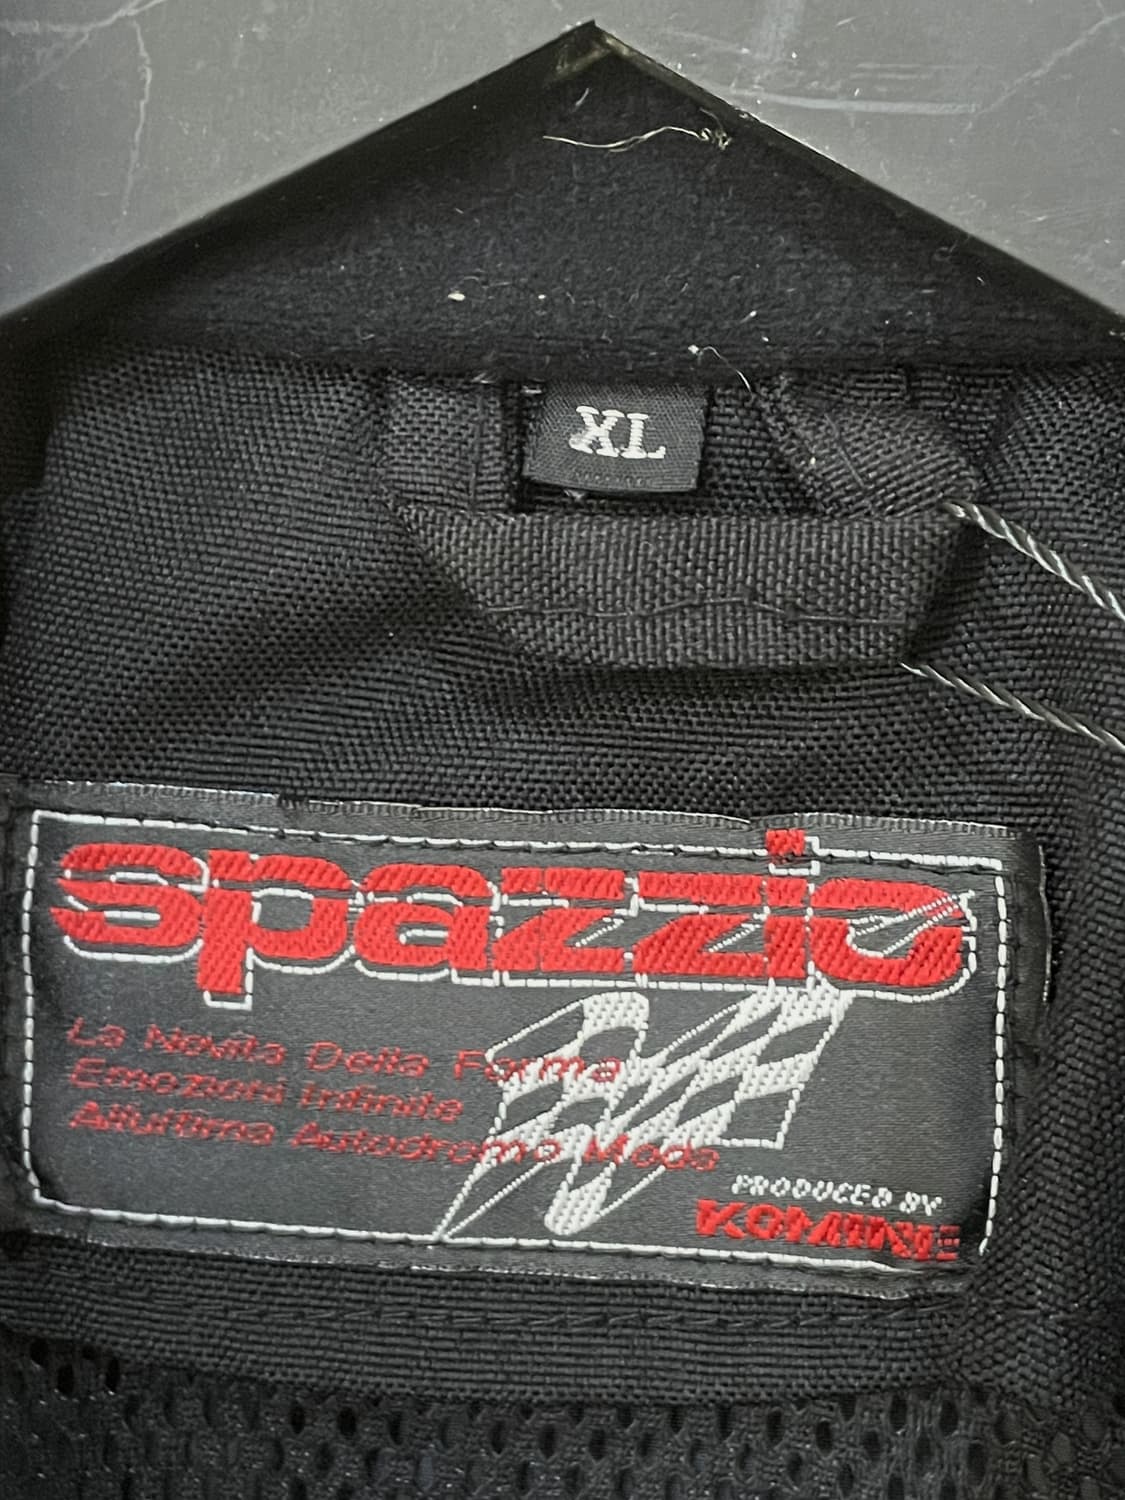 XL
spazzio
La Novita Della Forma
Emozioni Infinite
All'ultima Autodromo Moda
PRODUCED BY
KOMINE